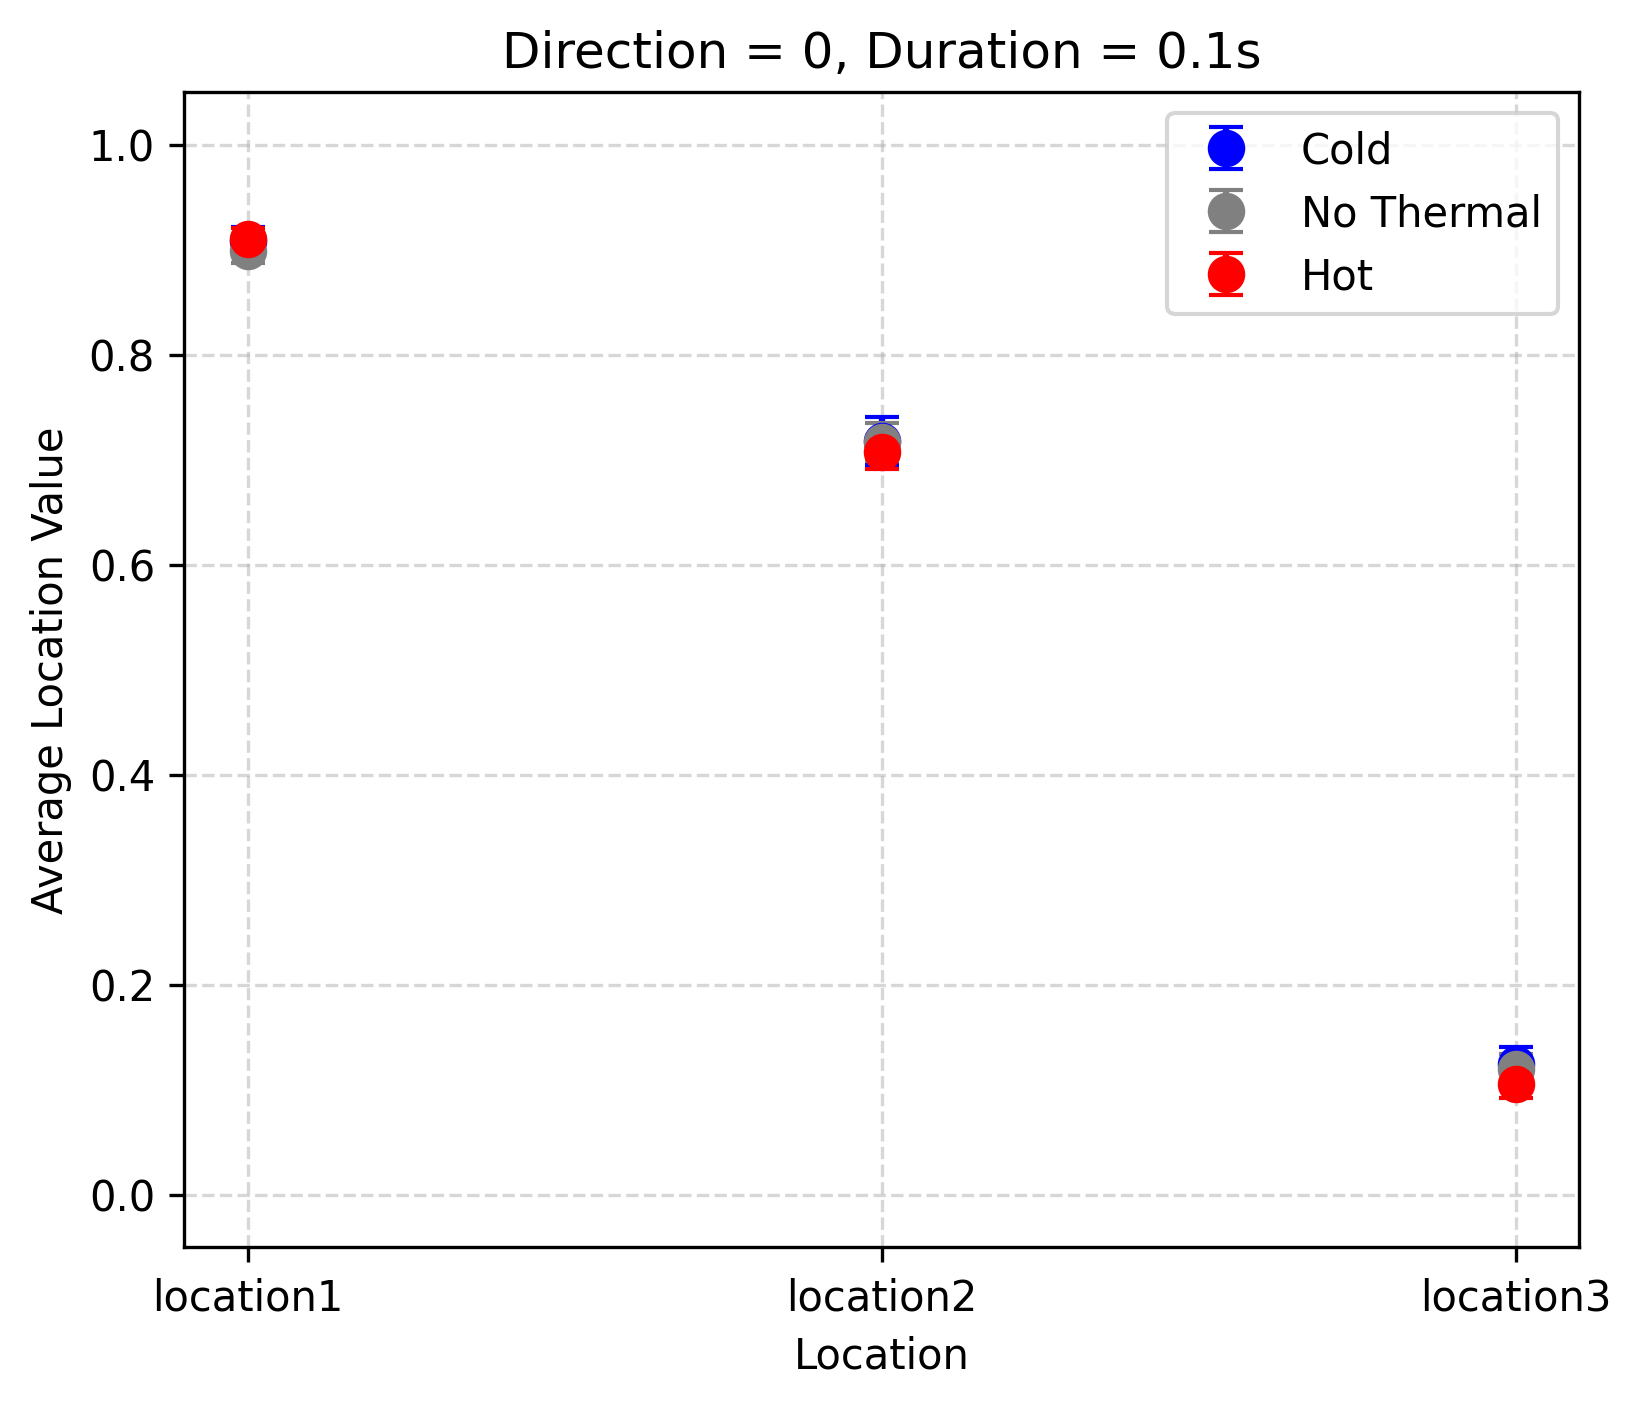 Direction = 0, Duration = 0.1s
1.0
0.8
0.6
0.4
0.2
0.0
Average Location Value
Cold
No Thermal
Hot
location1
location2
location3
Location